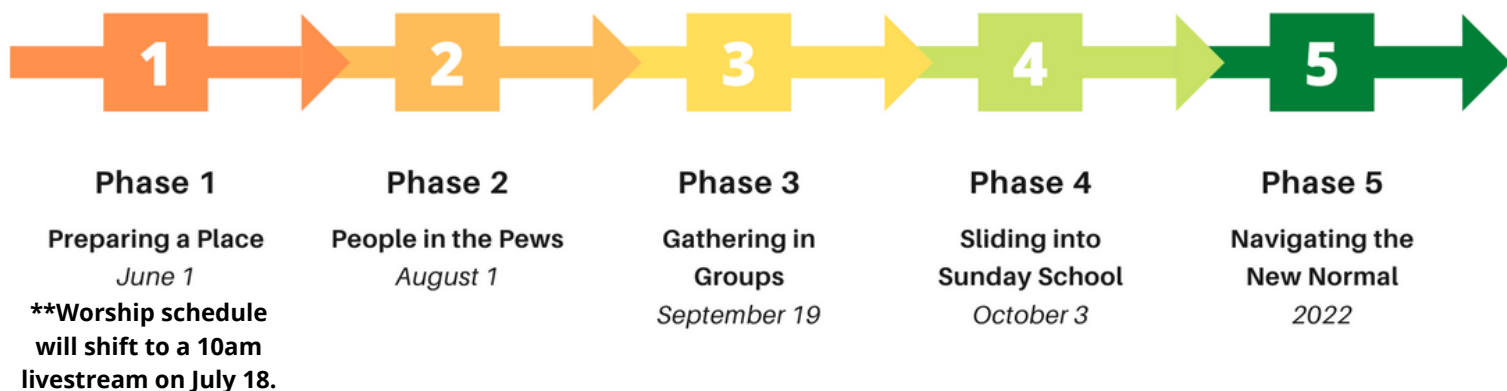 1 2 3 4 5
Phase 1
Preparing a Place
June 1
**Worship schedule
will shift to a 10am
livestream on July 18.
Phase 2
People in the Pews
August 1
Phase 3
Gathering in
Groups
September 19
Phase 4
Sliding into
Sunday School
October 3
Phase 5
Navigating the
New Normal
2022